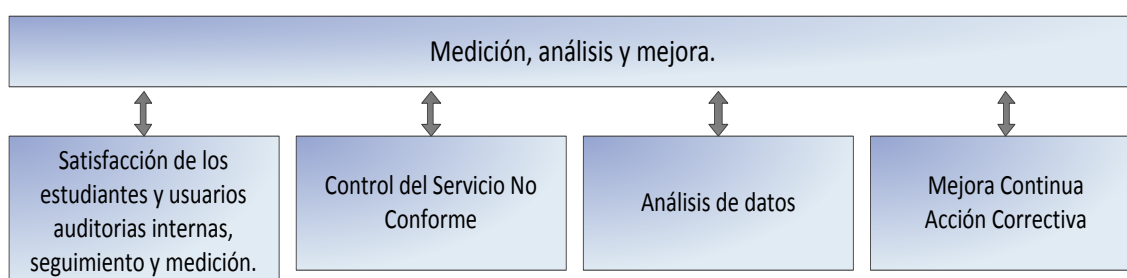 Medición, análisis y mejora.
Satisfacción de los
estudiantes y usuarios
auditorias internas,
seguimiento y medición.
Control del Servicio No
Conforme
Análisis de datos
Mejora Continua
Acción Correctiva